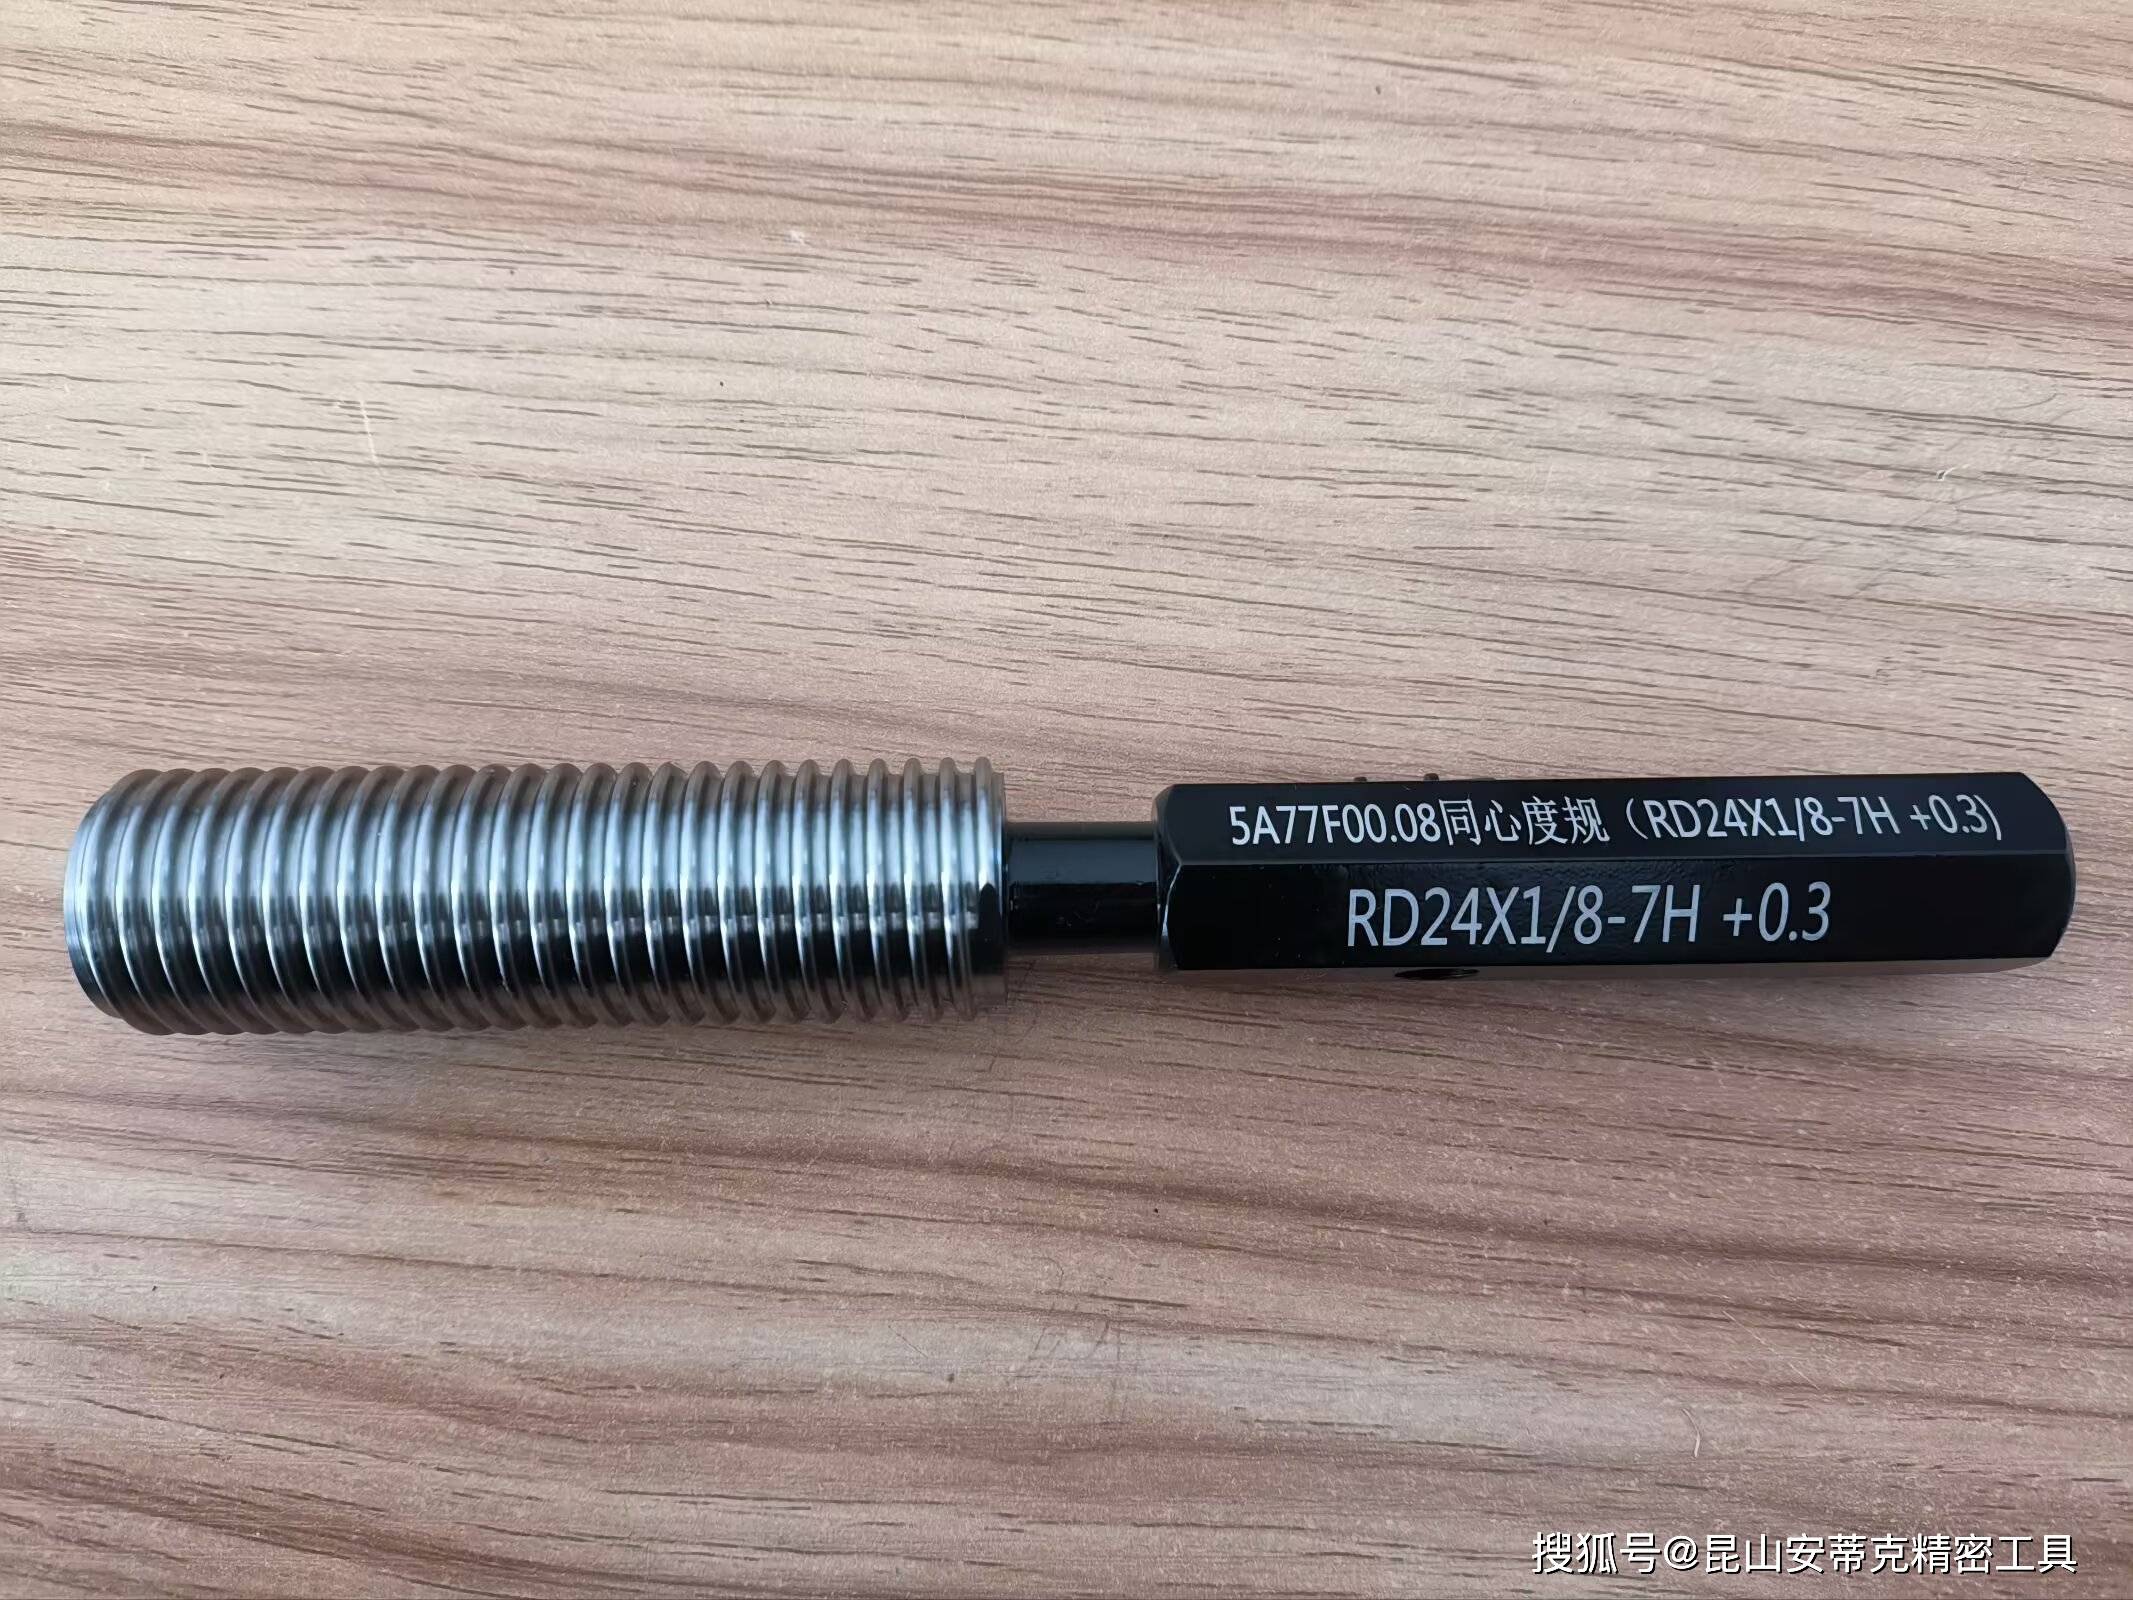 5A77F00.08同心度规（RD24X1/8-7H +0.3)
RD24X1/8-7H +0.3
搜狐号@昆山安蒂克精密工具